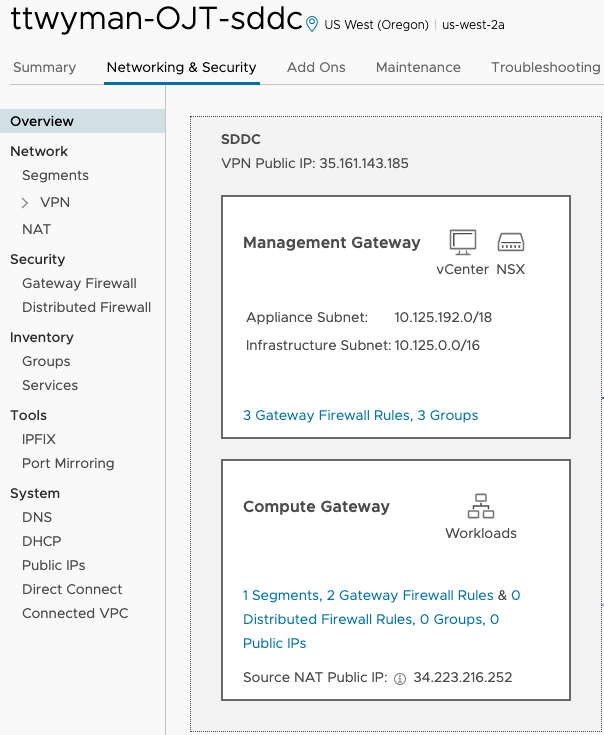 ttwyman-OJT-sddc US West (Oregon) us-west-2a
Summary Networking & Security Add Ons Maintenance Troubleshooting
Overview
Network
Segments
VPN
NAT
Security
Gateway Firewall
Distributed Firewall
Inventory
Groups
Services
Tools
IPFIX
Port Mirroring
System
DNS
DHCP
Public IPs
Direct Connect
Connected VPC
SDDC
VPN Public IP: 35.161.143.185
Management Gateway
vCenter NSX
Appliance Subnet: 10.125.192.0/18
Infrastructure Subnet: 10.125.0.0/16
3 Gateway Firewall Rules, 3 Groups
Compute Gateway
Workloads
1 Segments, 2 Gateway Firewall Rules & 0
Distributed Firewall Rules, 0 Groups, 0
Public IPs
Source NAT Public IP: 34.223.216.252